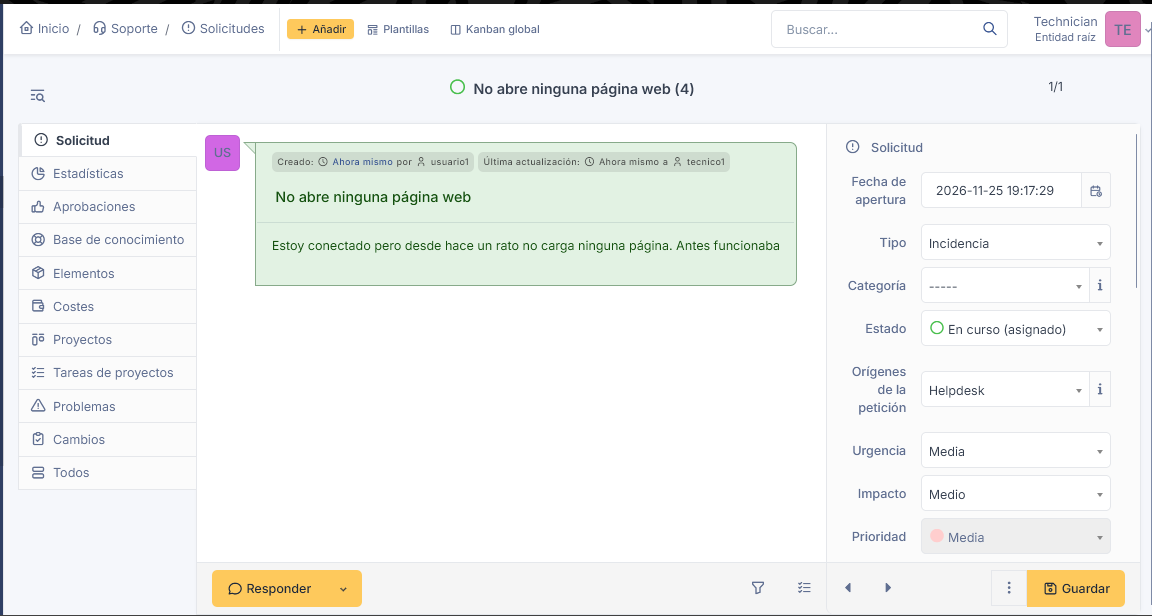 Inicio / Soporte / Solicitudes
Añadir
Plantillas
Kanban global
Buscar...
Technician
Entidad raíz
TE
No abre ninguna página web (4)
1/1
Solicitud
Estadísticas
Aprobaciones
Base de conocimiento
Elementos
Costes
Proyectos
Tareas de proyectos
Problemas
Cambios
Todos
US
Creado: Ahora mismo por usuario1
Última actualización: Ahora mismo a tecnico1
No abre ninguna página web
Estoy conectado pero desde hace un rato no carga ninguna página. Antes funcionaba
Solicitud
Fecha de
apertura
2026-11-25 19:17:29
Tipo
Incidencia
Categoría
-----
Estado
En curso (asignado)
Orígenes
de la
petición
Helpdesk
Urgencia
Media
Impacto
Medio
Prioridad
Media
Responder
Guardar